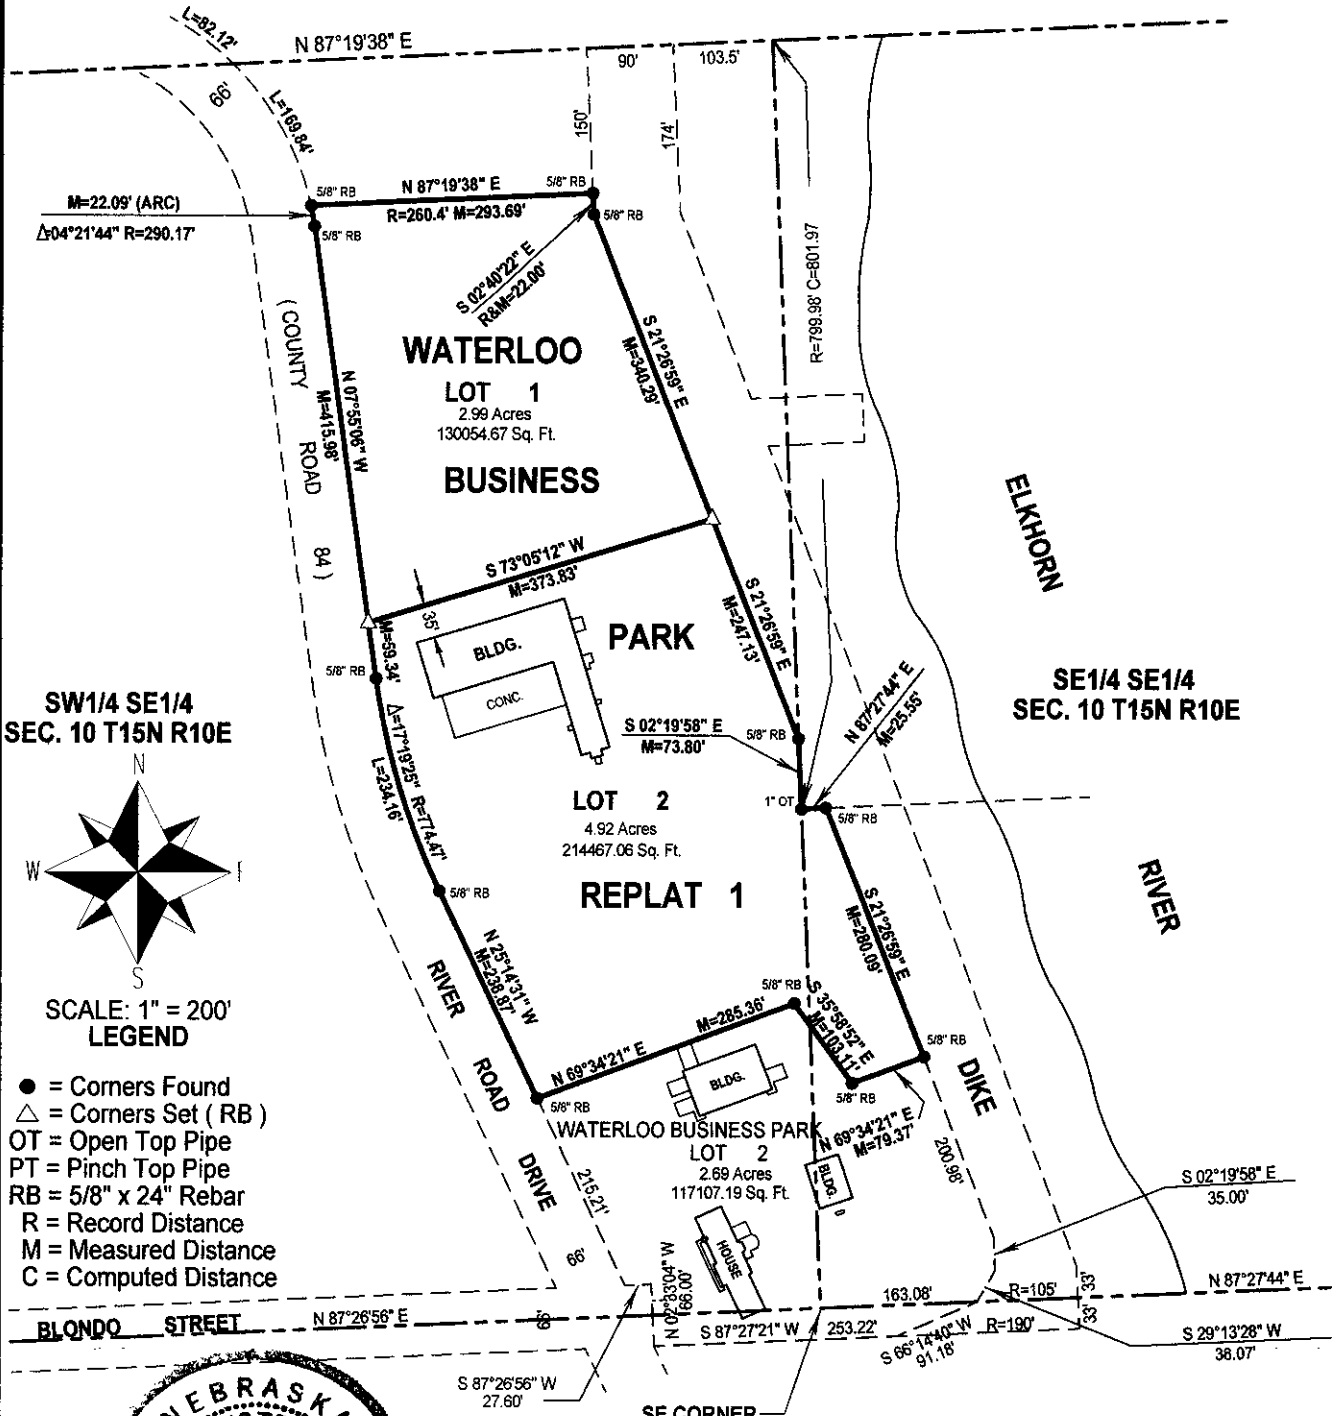 L=82.12'
N 87°19'38" E
90'
103.5'
66'
L=169.84'
150'
174'
M=22.09' (ARC)
Δ=04°21'44" R=290.17'
5/8" RB
N 87°19'38" E
5/8" RB
R=260.4' M=293.69'
5/8" RB
5/8" RB
S 02°40'22" E
R&M=22.00'
R=799.98' C=801.97
( COUNTY ROAD 84 )
N 07°55'06" W
M=415.98'
S 21°26'59" E
M=340.29'
WATERLOO
LOT 1
2.99 Acres
130054.67 Sq. Ft.
BUSINESS
ELKHORN
S 73°05'12" W
M=373.83'
35'
M=59.34'
BLDG.
CONC.
PARK
S 21°26'59" E
M=247.13'
5/8" RB
SW1/4 SE1/4
SEC. 10 T15N R10E
SE1/4 SE1/4
SEC. 10 T15N R10E
S 02°19'58" E
M=73.80'
5/8" RB
N 87°27'44" E
M=25.55'
Δ=17°19'25" R=774.47'
L=234.16'
1" OT
5/8" RB
LOT 2
4.92 Acres
214467.06 Sq. Ft.
REPLAT 1
N
W
S
RIVER
5/8" RB
S 21°26'59" E
M=280.09'
N 25°14'31" W
M=238.87'
RIVER
ROAD
DRIVE
5/8" RB
M=285.36'
N 69°34'21" E
S 35°58'52" E
M=103.11'
5/8" RB
5/8" RB
5/8" RB
SCALE: 1" = 200'
LEGEND
● = Corners Found
△ = Corners Set ( RB )
OT = Open Top Pipe
PT = Pinch Top Pipe
RB = 5/8" x 24" Rebar
R = Record Distance
M = Measured Distance
C = Computed Distance
BLDG.
DIKE
WATERLOO BUSINESS PARK
LOT 2
2.69 Acres
117107.19 Sq. Ft.
N 69°34'21" E
M=79.37'
BLDG.
200.98'
215.21'
HOUSE
S 02°19'58" E
35.00'
66'
N 02°33'04" W
66.00'
BLONDO STREET
N 87°26'56" E
66'
S 87°27'21" W
253.22'
163.08'
R=105'
33'
33'
N 87°27'44" E
R=190'
S 66°14'40" W
91.18'
S 29°13'28" W
38.07'
S 87°26'56" W
27.60'
SE CORNER
NEBRASKA